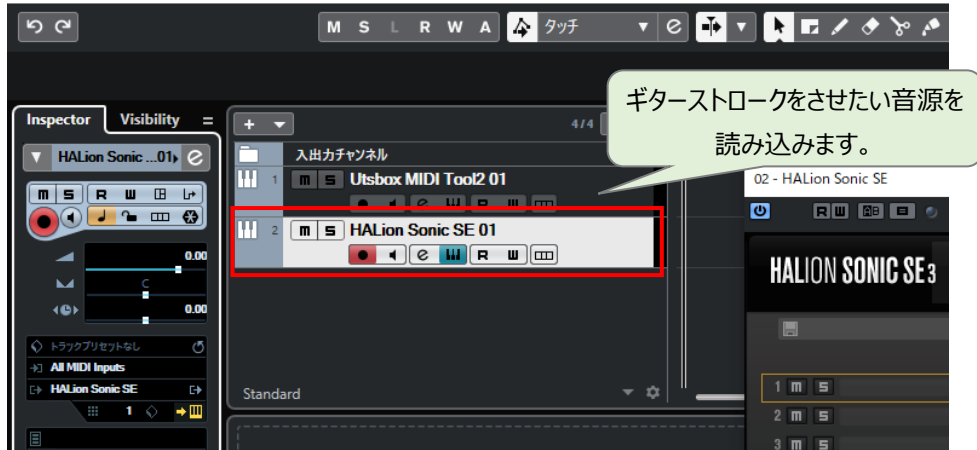 M S L R W A タッチ
ギターストロークをさせたい音源を
読み込みます。
Inspector Visibility
4/4
HALion Sonic ...01
入出力チャンネル
1 m S Utsbox MIDI Tool2 01
e R W
m S R W
2 m S HALion Sonic SE 01
e R W
0.00
C
0.00
トラックプリセットなし
All MIDI Inputs
HALion Sonic SE
1
Standard
02 - HALion Sonic SE
R W
HALION SONIC SE 3
1 m S
2 m S
3 m S